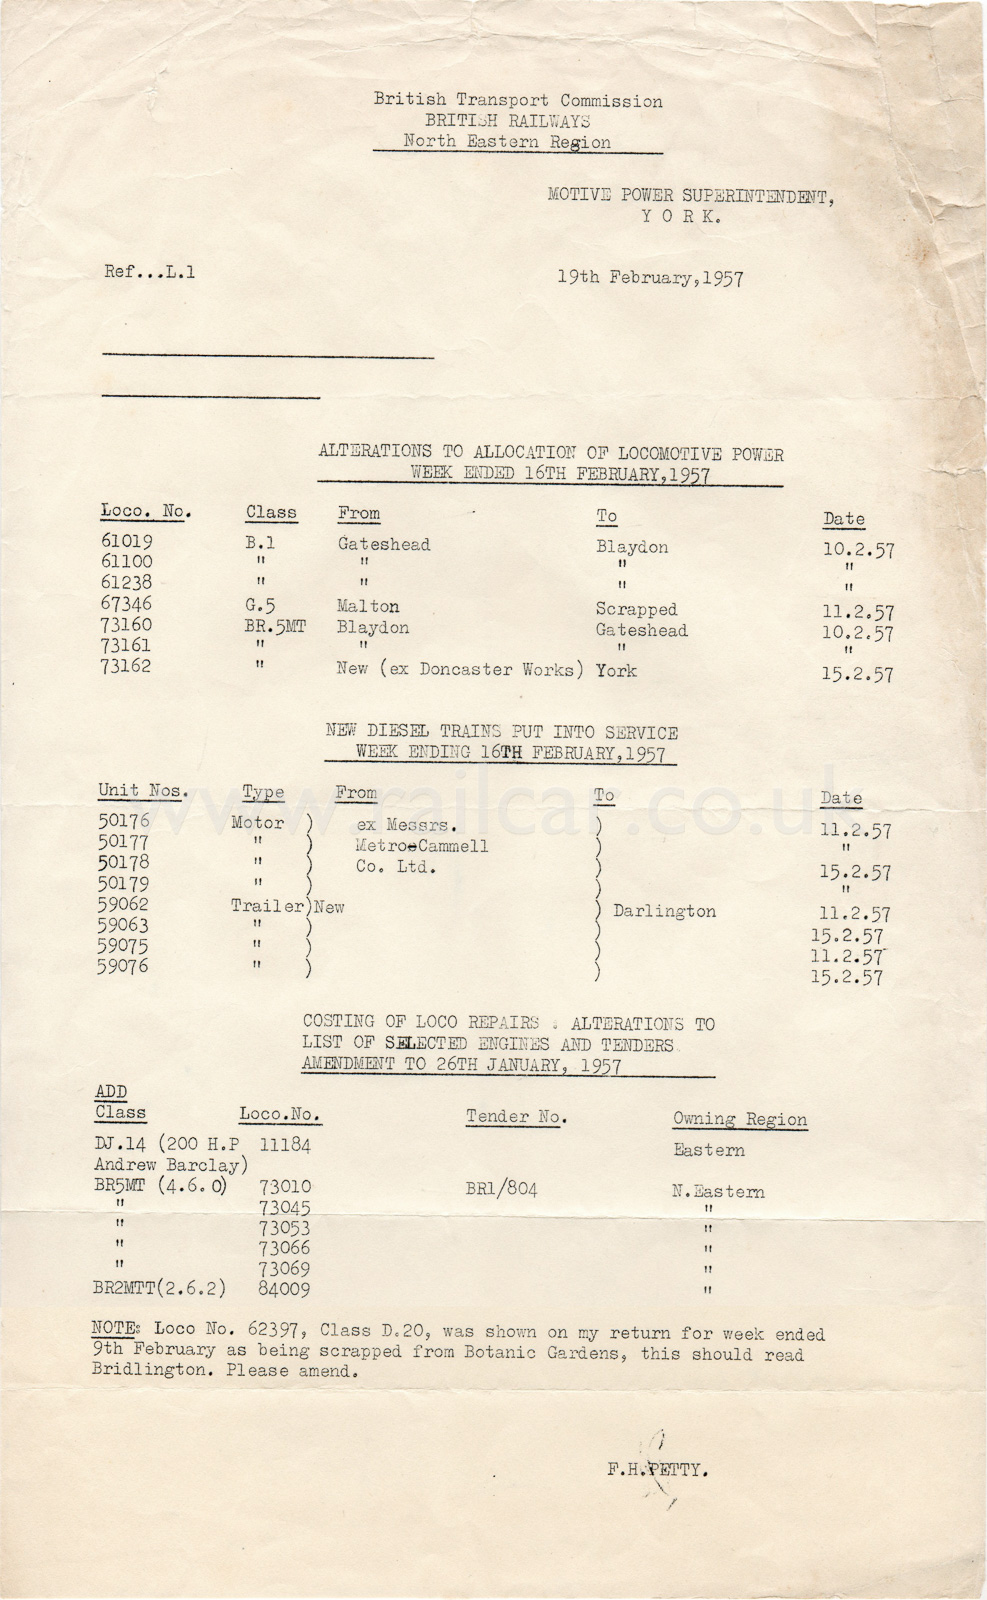 British Transport Commission
BRITISH RAILWAYS
North Eastern Region
MOTIVE POWER SUPERINTENDENT,
Y O R K.
Ref...L.1 19th February,1957
ALTERATIONS TO ALLOCATION OF LOCOMOTIVE POWER
WEEK ENDED 16TH FEBRUARY,1957
Loco. No. Class From To Date
61019 B.1 Gateshead Blaydon 10.2.57
61100 " " " "
61238 " " " "
67346 G.5 Malton Scrapped 11.2.57
73160 BR.5MT Blaydon Gateshead 10.2.57
73161 " " " "
73162 " New (ex Doncaster Works) York 15.2.57
NEW DIESEL TRAINS PUT INTO SERVICE
WEEK ENDING 16TH FEBRUARY,1957
Unit Nos. Type From To Date
www.railcar.co.uk
50176 Motor ) ex Messrs. ) 11.2.57
50177 " ) Metro-Cammell ) "
50178 " ) Co. Ltd. ) 15.2.57
50179 " ) ) "
59062 Trailer)New ) Darlington 11.2.57
59063 " ) ) 15.2.57
59075 " ) ) 11.2.57
59076 " ) ) 15.2.57
COSTING OF LOCO REPAIRS : ALTERATIONS TO
LIST OF SELECTED ENGINES AND TENDERS
AMENDMENT TO 26TH JANUARY, 1957
ADD
Class Loco.No. Tender No. Owning Region
DJ.14 (200 H.P 11184 Eastern
Andrew Barclay)
BR5MT (4.6.0) 73010 BR1/804 N.Eastern
" 73045 "
" 73053 "
" 73066 "
" 73069 "
BR2MTT(2.6.2) 84009 "
NOTE: Loco No. 62397, Class D.20, was shown on my return for week ended
9th February as being scrapped from Botanic Gardens, this should read
Bridlington. Please amend.
F.H.PETTY.